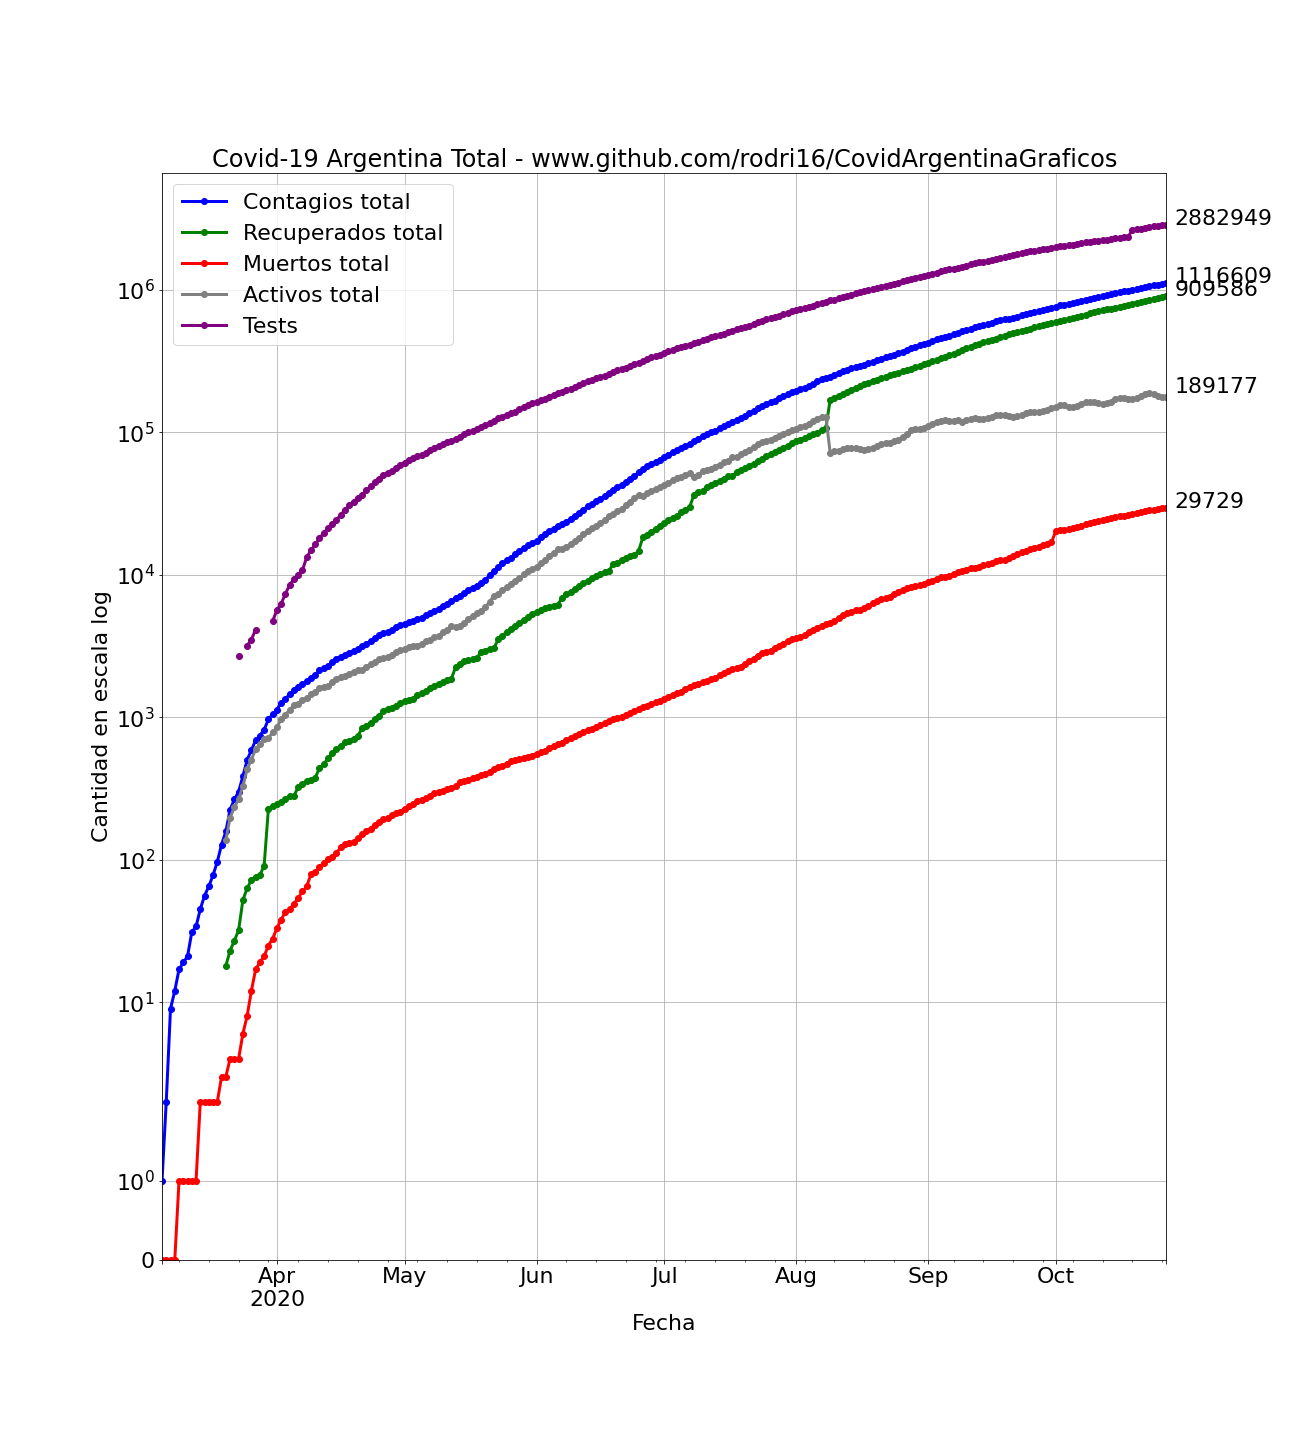 Covid-19 Argentina Total - www.github.com/rodri16/CovidArgentinaGraficos
Contagios total
Recuperados total
Muertos total
Activos total
Tests
2882949
1116609
909586
189177
29729
10^6
10^5
10^4
10^3
10^2
10^1
10^0
0
Cantidad en escala log
Apr May Jun Jul Aug Sep Oct
2020
Fecha